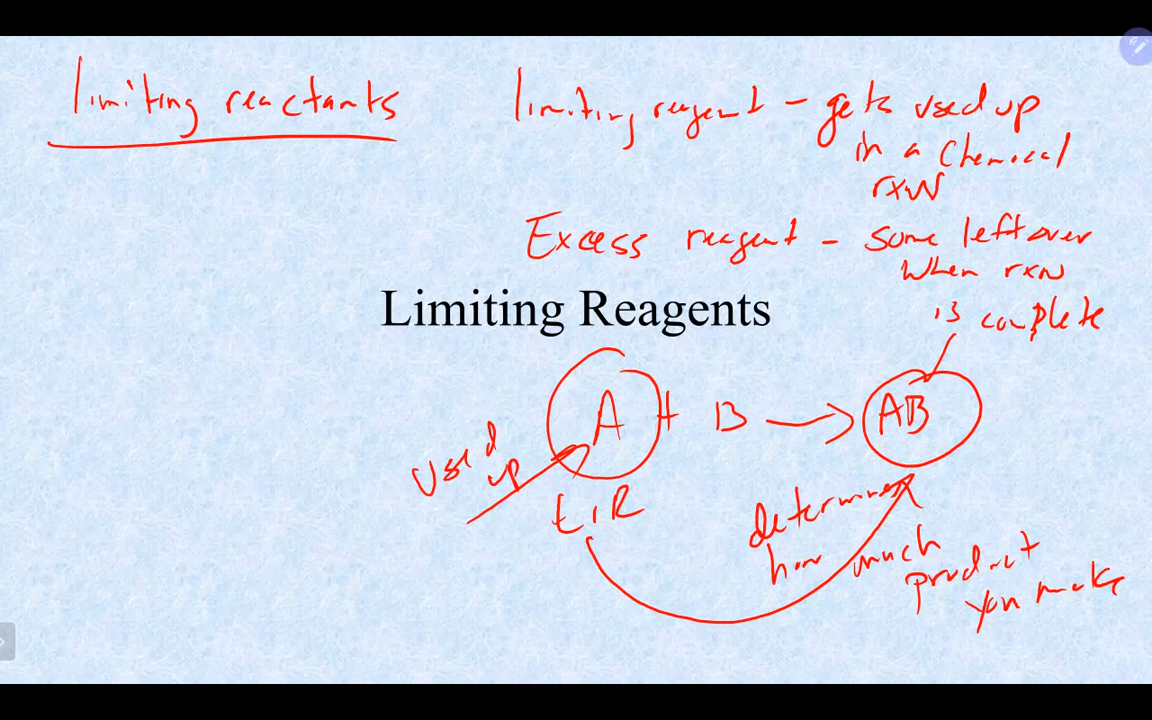 limiting reactants
limiting reagent - gets used up
in a chemical
rxn
Excess reagent - some leftover
when rxn
is complete
Limiting Reagents
A + B → AB
used
up
determines
how much
product
you make